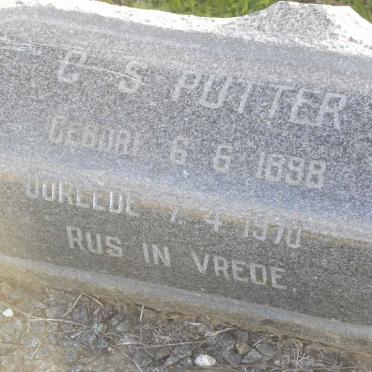 C S PUTTER
GEBORE 6 6 1898
OORLEDE 7 4 1970
RUS IN VREDE